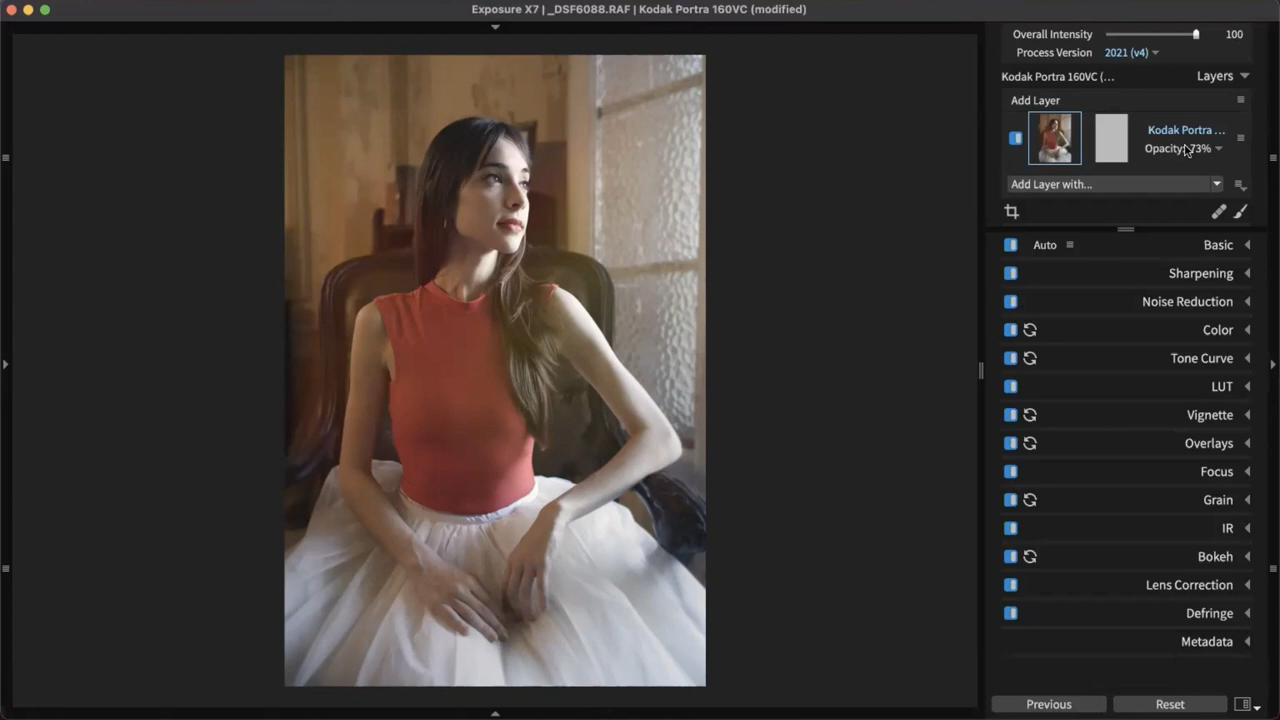 Exposure X7 | _DSF6088.RAF | Kodak Portra 160VC (modified)
Overall Intensity 100
Process Version 2021 (v4)
Kodak Portra 160VC (... Layers
Add Layer
Kodak Portra ...
Opacity: 73%
Add Layer with...
Auto Basic
Sharpening
Noise Reduction
Color
Tone Curve
LUT
Vignette
Overlays
Focus
Grain
IR
Bokeh
Lens Correction
Defringe
Metadata
Previous Reset